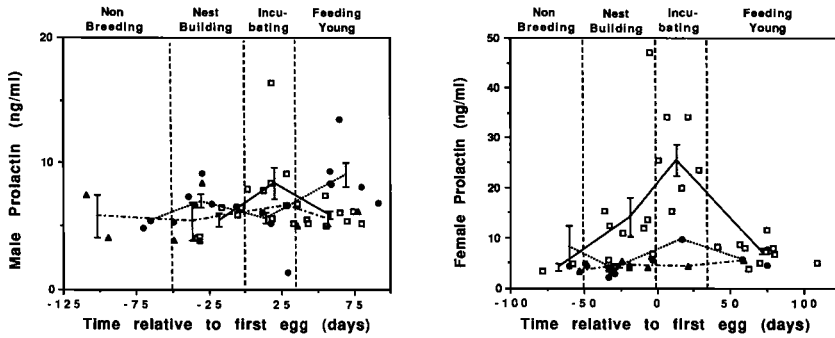 Non Breeding
Nest Building
Incu- bating
Feeding Young
20
10
0
Male Prolactin (ng/ml)
-125 -75 -25 25 75
Time relative to first egg (days)
Non Breeding
Nest Building
Incu- bating
Feeding Young
50
40
30
20
10
0
Female Prolactin (ng/ml)
-100 -50 0 50 100
Time relative to first egg (days)